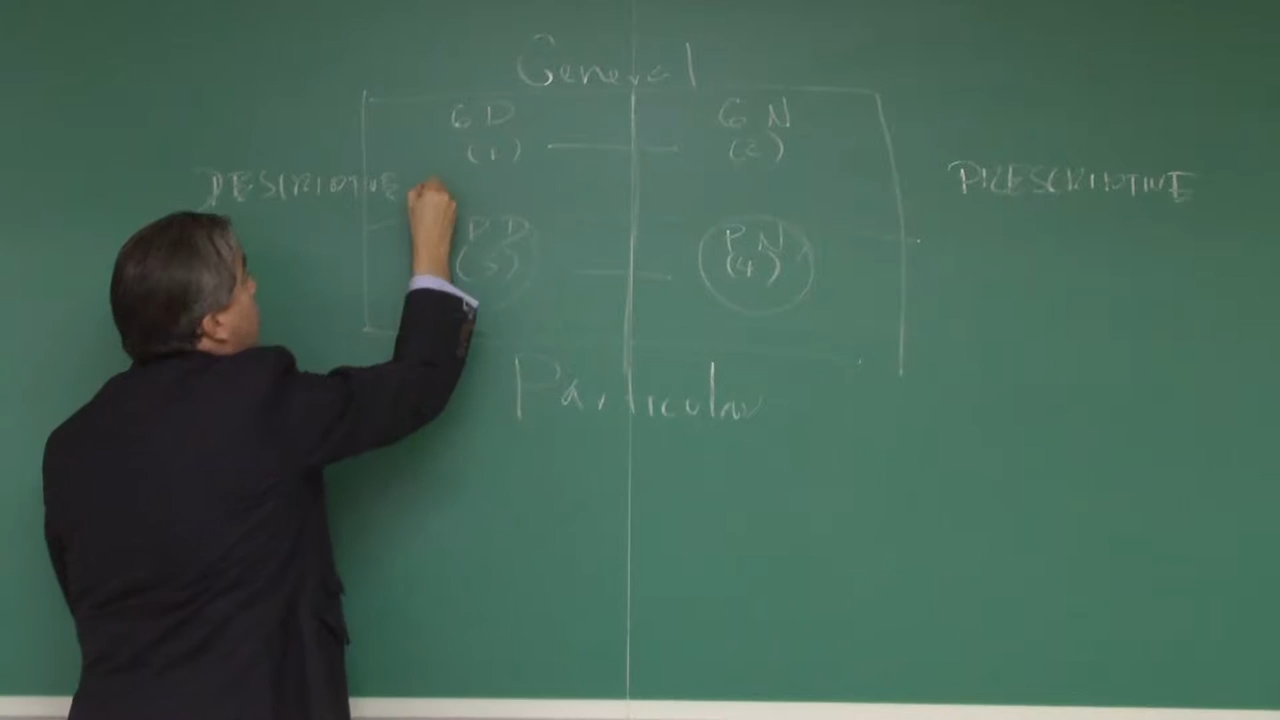 General
GD GN
(1) (2)
DESCRIPTIVE PRESCRIPTIVE
PD PN
(3) (4)
Particular